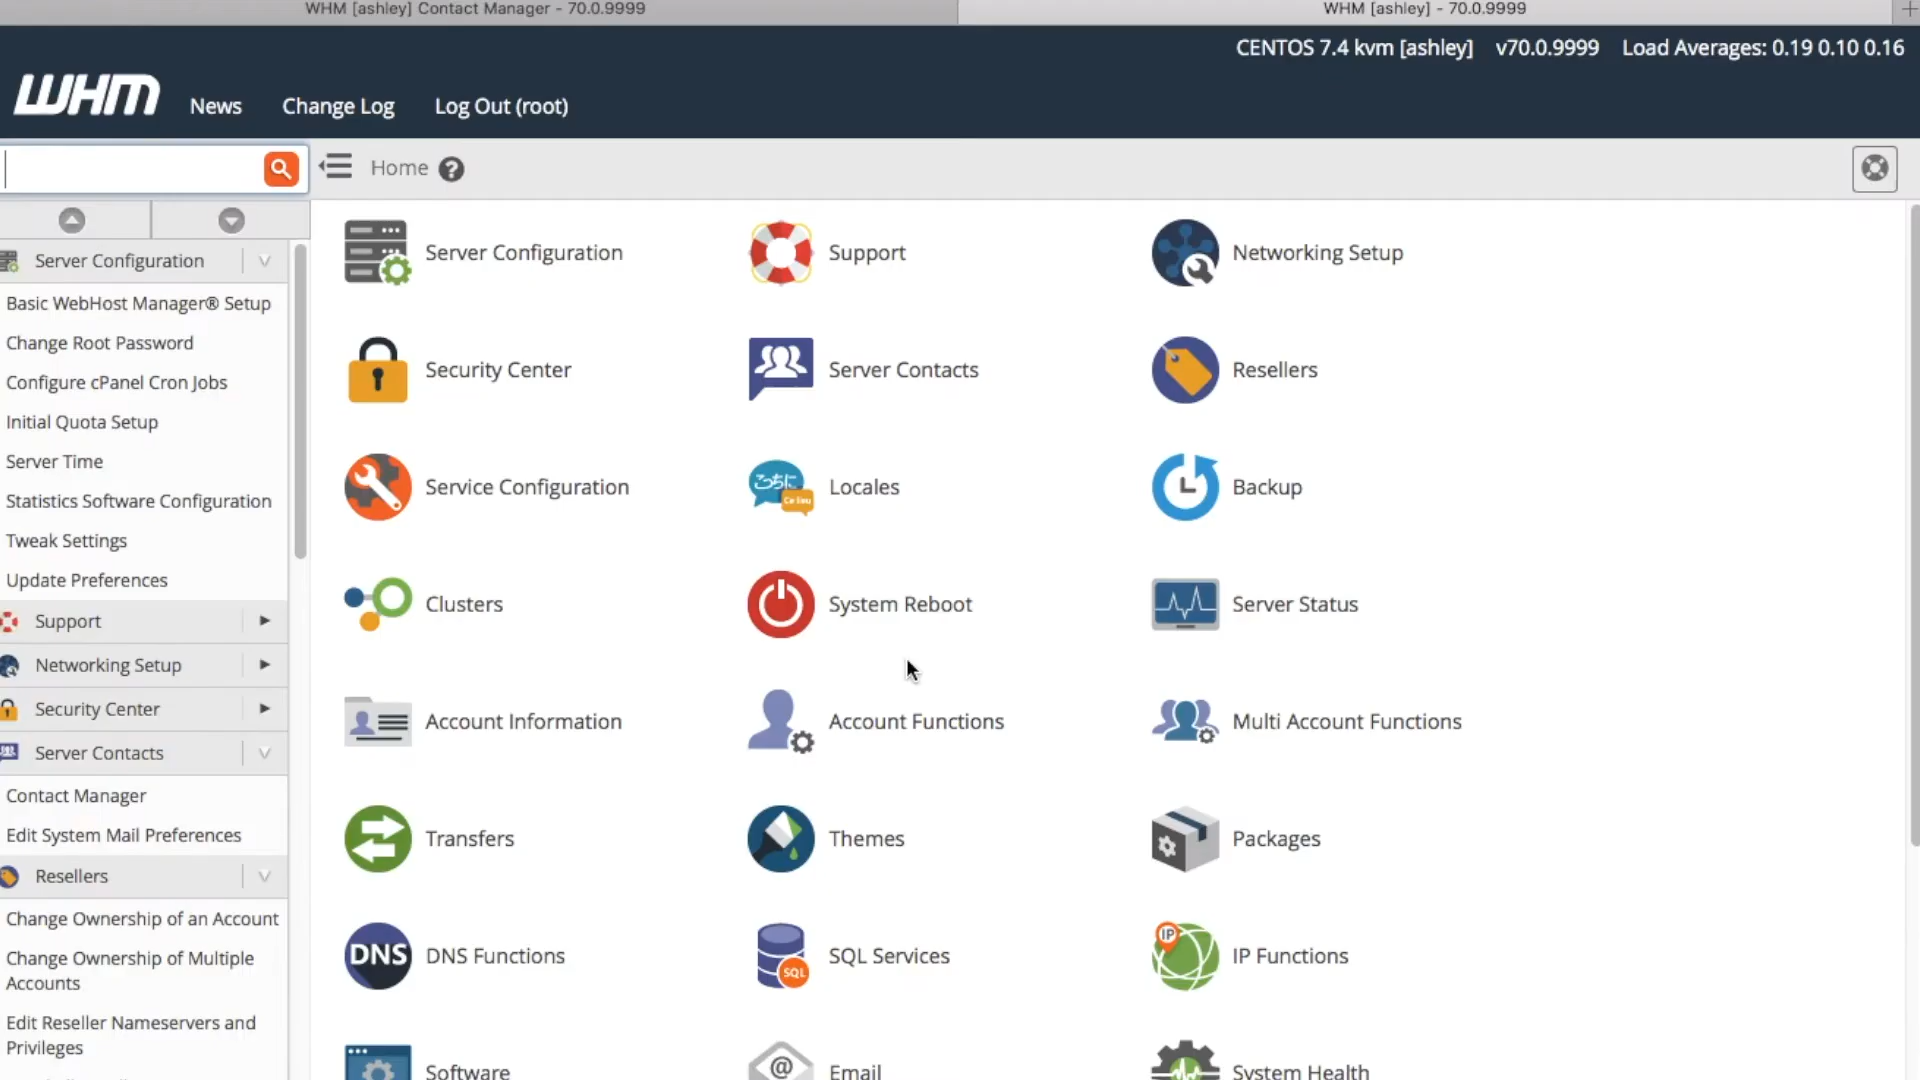 WHM [ashley] Contact Manager - 70.0.9999
WHM [ashley] - 70.0.9999
CENTOS 7.4 kvm [ashley] v70.0.9999 Load Averages: 0.19 0.10 0.16
WHM News Change Log Log Out (root)
Home
Server Configuration
Basic WebHost Manager® Setup
Change Root Password
Configure cPanel Cron Jobs
Initial Quota Setup
Server Time
Statistics Software Configuration
Tweak Settings
Update Preferences
Support
Networking Setup
Security Center
Server Contacts
Contact Manager
Edit System Mail Preferences
Resellers
Change Ownership of an Account
Change Ownership of Multiple
Accounts
Edit Reseller Nameservers and
Privileges
Server Configuration
Support
Networking Setup
Security Center
Server Contacts
Resellers
Service Configuration
こちに
Ce lieu
Locales
Backup
Clusters
System Reboot
Server Status
Account Information
Account Functions
Multi Account Functions
Transfers
Themes
Packages
DNS
DNS Functions
SQL
SQL Services
IP
IP Functions
Software
@
Email
System Health